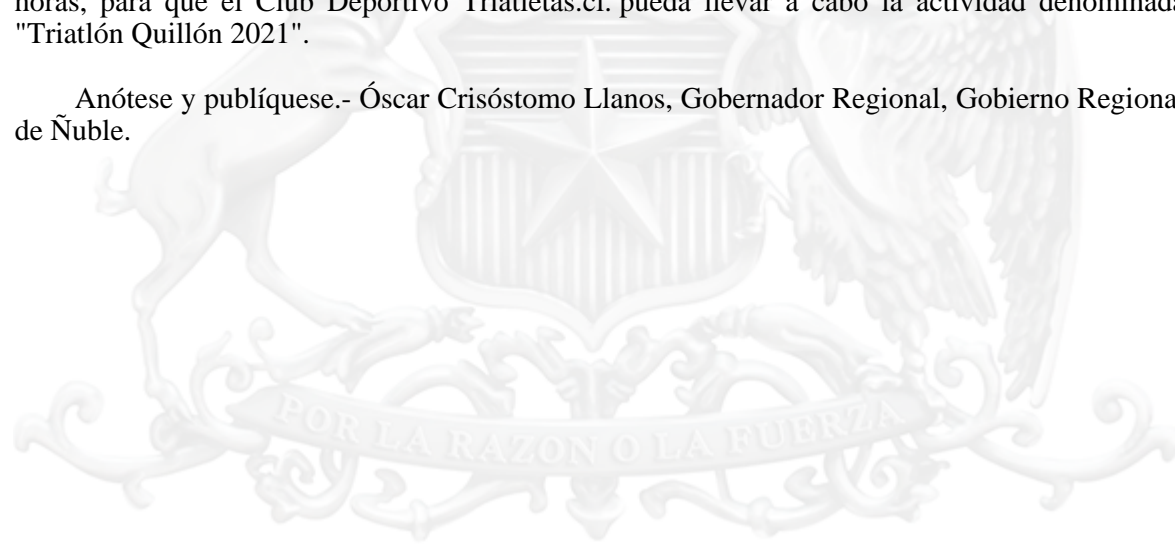 horas, para que el Club Deportivo Triatletas.cl. pueda llevar a cabo la actividad denominada
"Triatlón Quillón 2021".
Anótese y publíquese.- Óscar Crisóstomo Llanos, Gobernador Regional, Gobierno Regional
de Ñuble.
POR LA RAZON O LA FUERZA